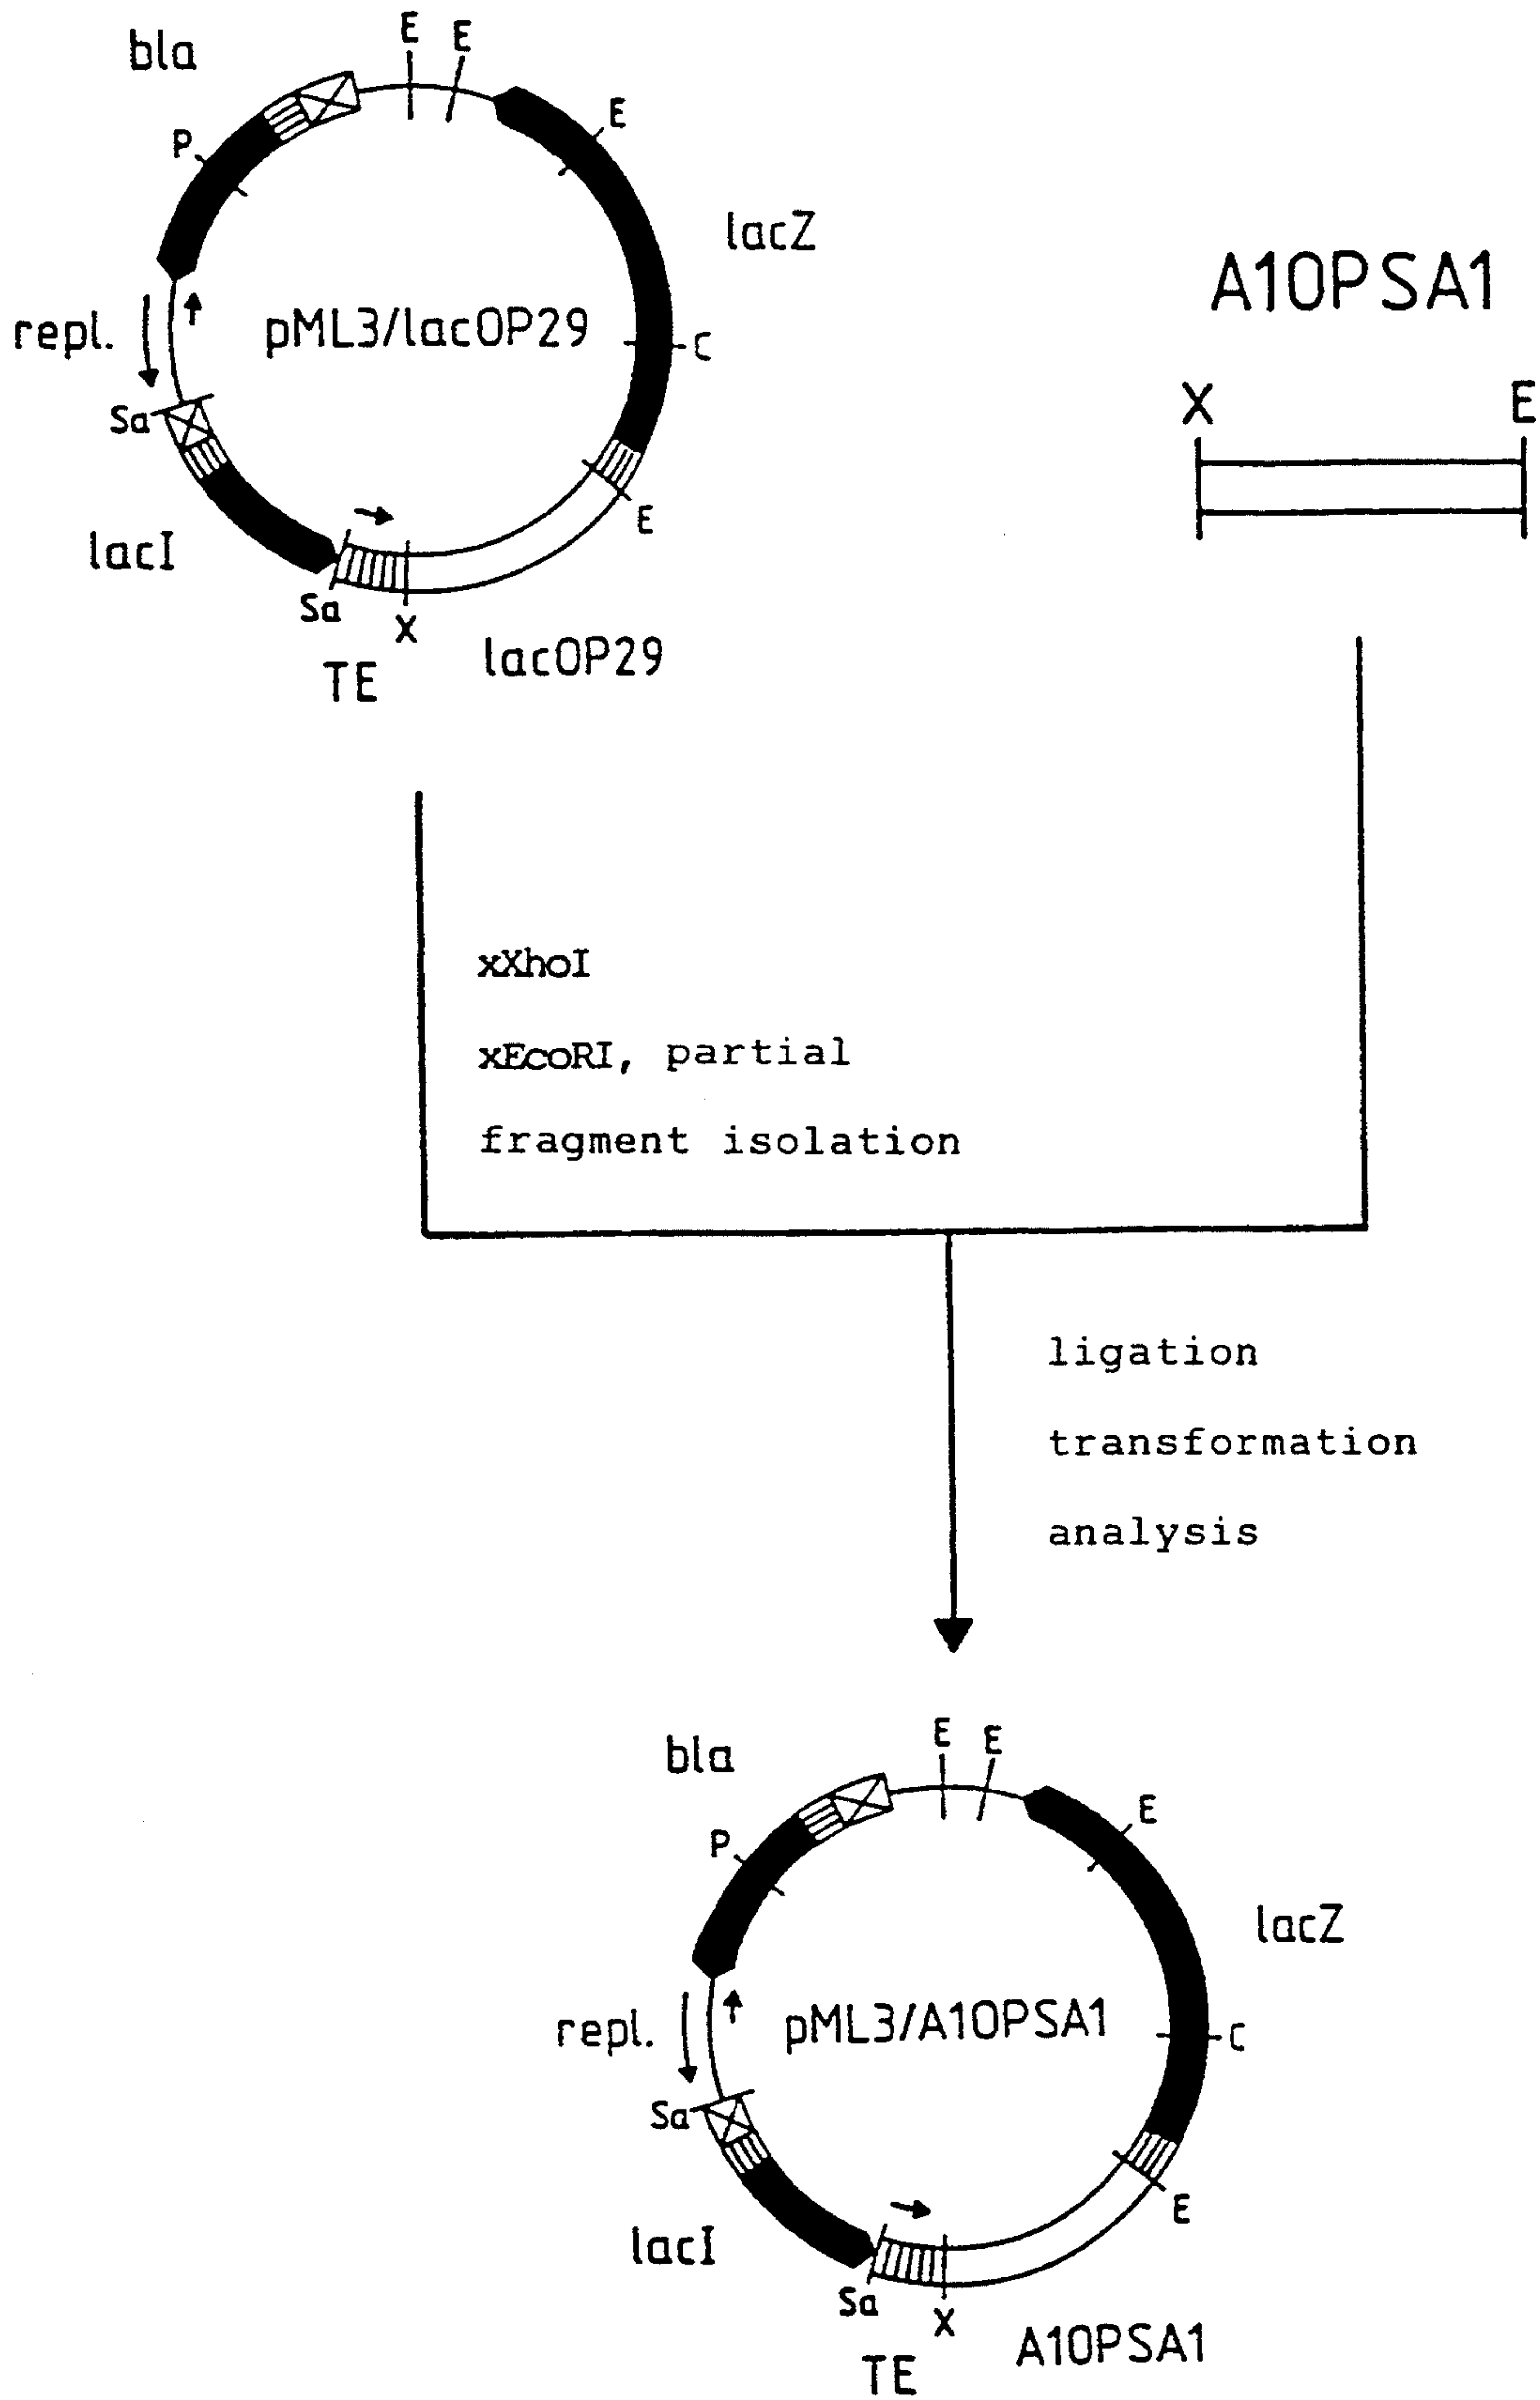 bla
E
E
E
P
lacZ
A10PSA1
pML3/lacOP29
repl.
C
X
E
Sa
E
lacI
Sa
X
lacOP29
TE
xXhoI
xEcoRI, partial
fragment isolation
ligation
transformation
analysis
bla
E
E
E
P
lacZ
pML3/A10PSA1
repl.
C
Sa
E
lacI
Sa
X
A10PSA1
TE